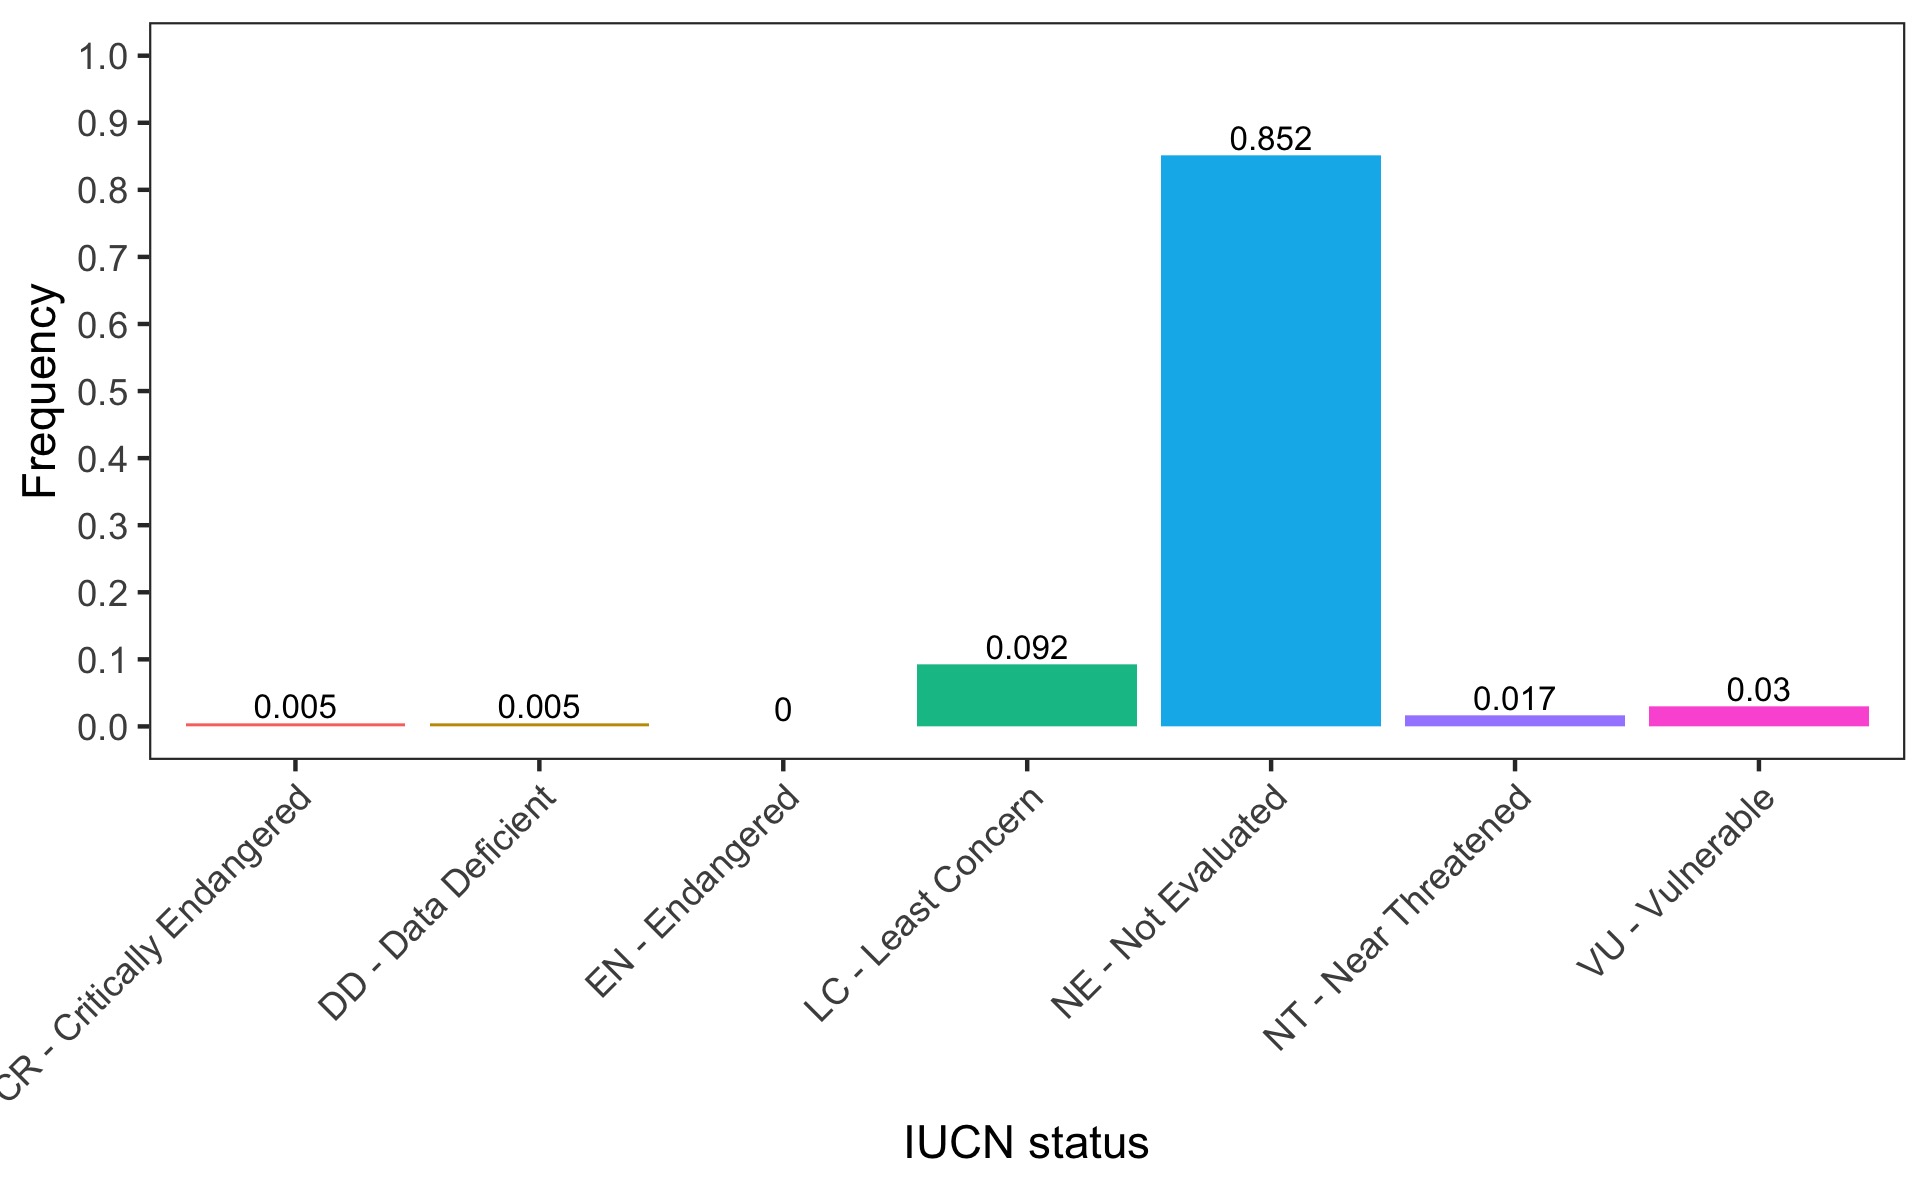 1.0
0.9
0.8
0.7
0.6
0.5
0.4
0.3
0.2
0.1
0.0
Frequency
0.005
0.005
0
0.092
0.852
0.017
0.03
CR - Critically Endangered
DD - Data Deficient
EN - Endangered
LC - Least Concern
NE - Not Evaluated
NT - Near Threatened
VU - Vulnerable
IUCN status